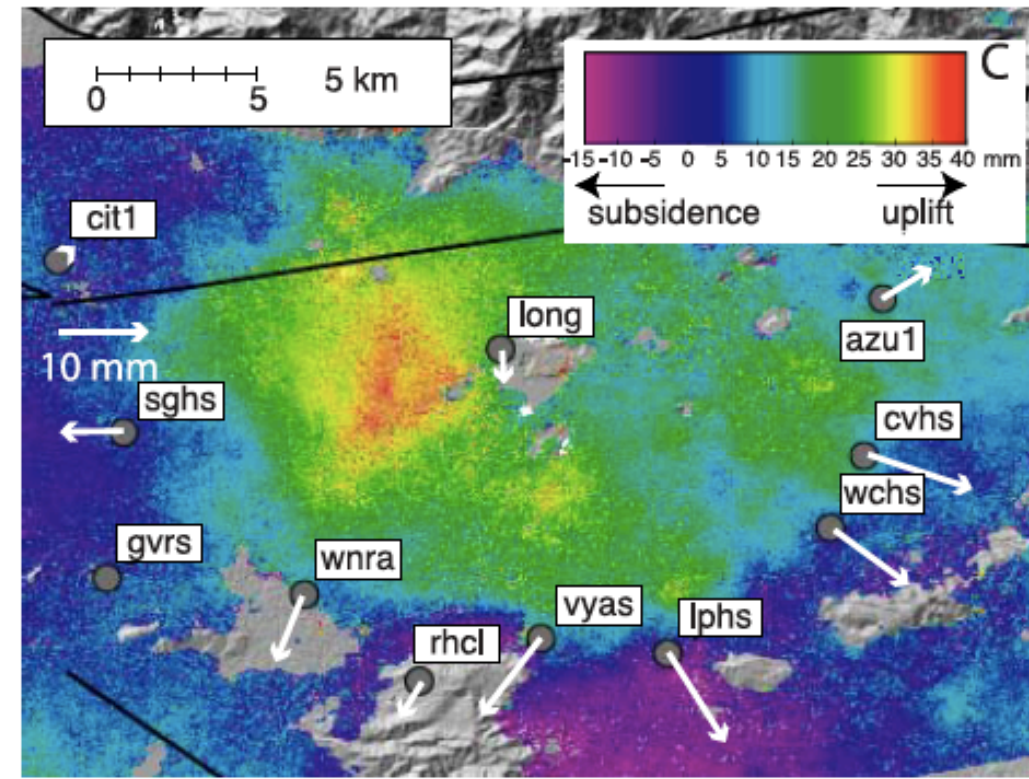 5 km
0 5
C
-15 -10 -5 0 5 10 15 20 25 30 35 40 mm
subsidence uplift
cit1
long
azu1
10 mm
sghs
cvhs
wchs
gvrs
wnra
vyas
lphs
rhcl